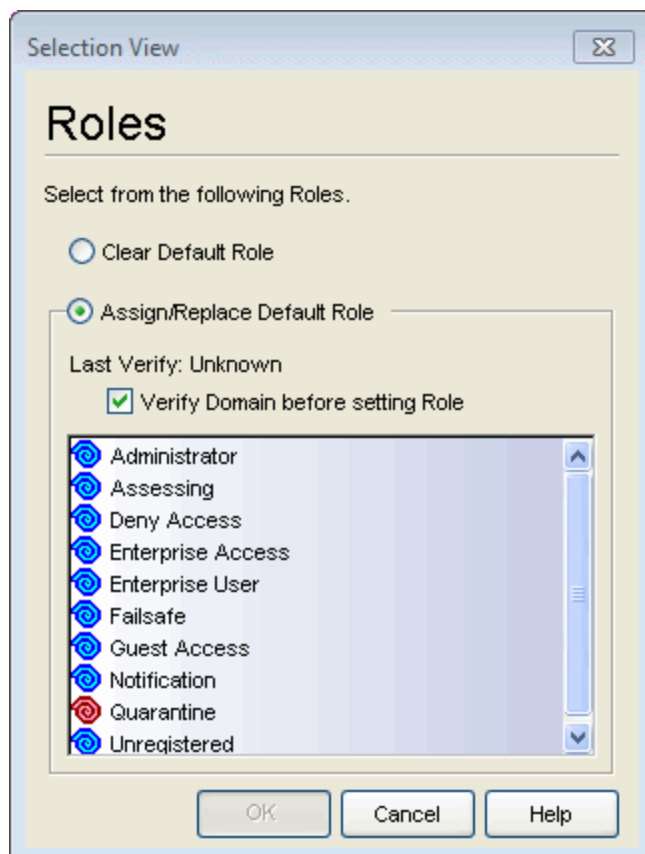 Selection View
Roles
Select from the following Roles.
Clear Default Role
Assign/Replace Default Role
Last Verify: Unknown
Verify Domain before setting Role
Administrator
Assessing
Deny Access
Enterprise Access
Enterprise User
Failsafe
Guest Access
Notification
Quarantine
Unregistered
OK
Cancel
Help